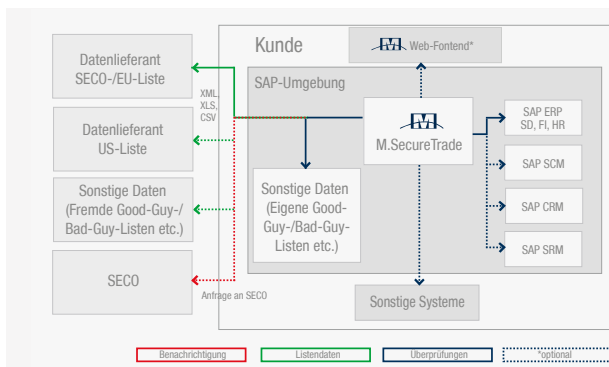 Kunde
Web-Fontend*
Datenlieferant
SECO-/EU-Liste
SAP-Umgebung
XML,
XLS,
CSV
Datenlieferant
US-Liste
M.SecureTrade
SAP ERP
SD, FI, HR
SAP SCM
Sonstige Daten
(Fremde Good-Guy-/
Bad-Guy-Listen etc.)
Sonstige Daten
(Eigene Good-
Guy-/Bad-Guy-
Listen etc.)
SAP CRM
SAP SRM
SECO
Anfrage an SECO
Sonstige Systeme
Benachrichtigung
Listendaten
Überprüfungen
*optional